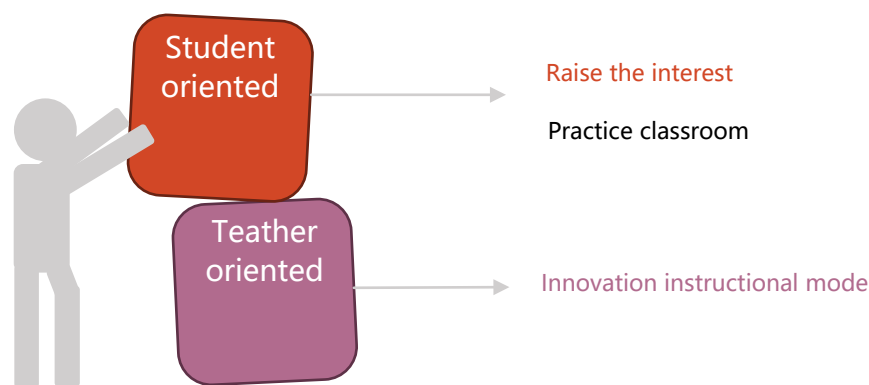 Student
oriented
Raise the interest
Practice classroom
Teather
oriented
Innovation instructional mode